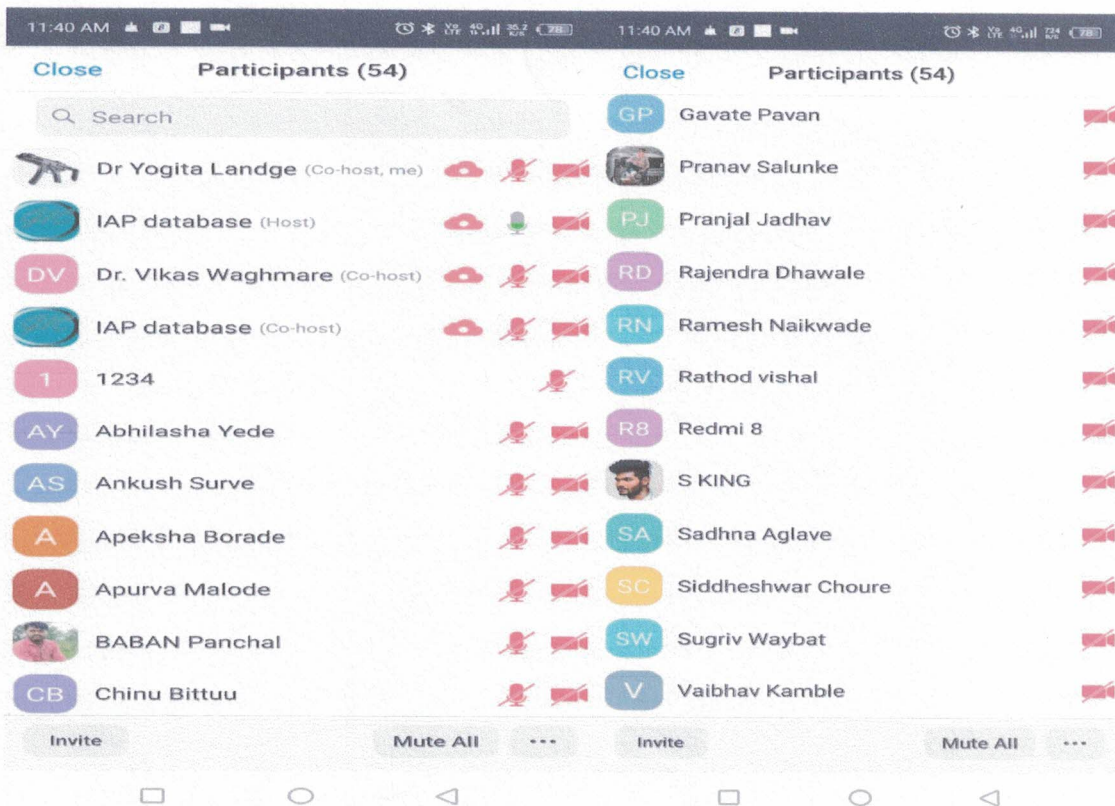 11:40 AM
Close Participants (54)
Search
Dr Yogita Landge (Co-host, me)
IAP database (Host)
DV Dr. VIkas Waghmare (Co-host)
IAP database (Co-host)
1 1234
AY Abhilasha Yede
AS Ankush Surve
A Apeksha Borade
A Apurva Malode
BABAN Panchal
CB Chinu Bittuu
Invite Mute All
11:40 AM
Close Participants (54)
GP Gavate Pavan
Pranav Salunke
PJ Pranjal Jadhav
RD Rajendra Dhawale
RN Ramesh Naikwade
RV Rathod vishal
R8 Redmi 8
S KING
SA Sadhna Aglave
SC Siddheshwar Choure
SW Sugriv Waybat
V Vaibhav Kamble
Invite Mute All